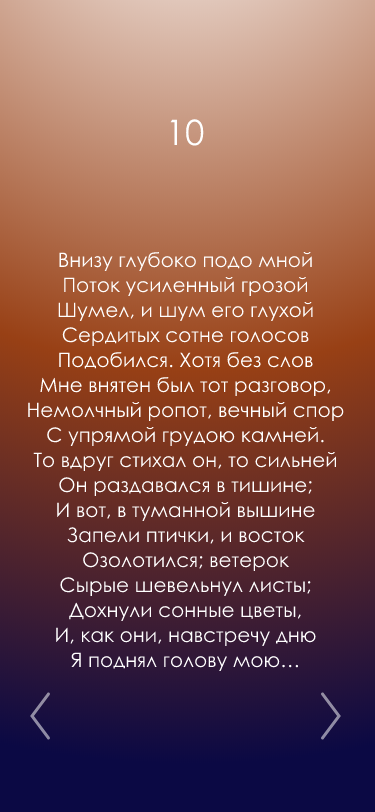 10
Внизу глубоко подо мной
Поток усиленный грозой
Шумел, и шум его глухой
Сердитых сотне голосов
Подобился. Хотя без слов
Мне внятен был тот разговор,
Немолчный ропот, вечный спор
С упрямой грудою камней.
То вдруг стихал он, то сильней
Он раздавался в тишине;
И вот, в туманной вышине
Запели птички, и восток
Озолотился; ветерок
Сырые шевельнул листы;
Дохнули сонные цветы,
И, как они, навстречу дню
Я поднял голову мою…